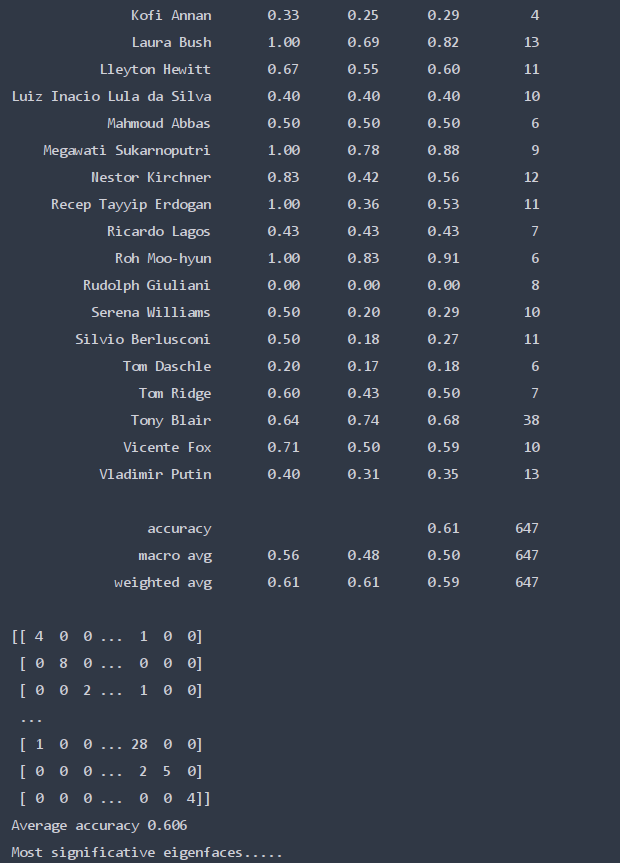 Kofi Annan 0.33 0.25 0.29 4
Laura Bush 1.00 0.69 0.82 13
Lleyton Hewitt 0.67 0.55 0.60 11
Luiz Inacio Lula da Silva 0.40 0.40 0.40 10
Mahmoud Abbas 0.50 0.50 0.50 6
Megawati Sukarnoputri 1.00 0.78 0.88 9
Nestor Kirchner 0.83 0.42 0.56 12
Recep Tayyip Erdogan 1.00 0.36 0.53 11
Ricardo Lagos 0.43 0.43 0.43 7
Roh Moo-hyun 1.00 0.83 0.91 6
Rudolph Giuliani 0.00 0.00 0.00 8
Serena Williams 0.50 0.20 0.29 10
Silvio Berlusconi 0.50 0.18 0.27 11
Tom Daschle 0.20 0.17 0.18 6
Tom Ridge 0.60 0.43 0.50 7
Tony Blair 0.64 0.74 0.68 38
Vicente Fox 0.71 0.50 0.59 10
Vladimir Putin 0.40 0.31 0.35 13
accuracy 0.61 647
macro avg 0.56 0.48 0.50 647
weighted avg 0.61 0.61 0.59 647
[[ 4 0 0 ... 1 0 0]
[ 0 8 0 ... 0 0 0]
[ 0 0 2 ... 1 0 0]
...
[ 1 0 0 ... 28 0 0]
[ 0 0 0 ... 2 5 0]
[ 0 0 0 ... 0 0 4]]
Average accuracy 0.606
Most significative eigenfaces.....